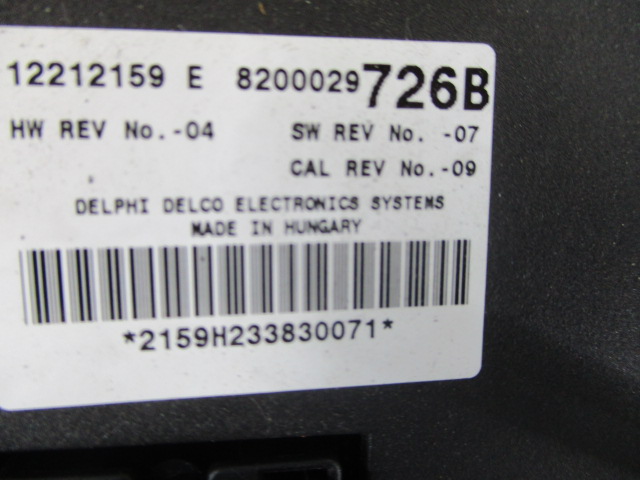 12212159 E 8200029726B
HW REV No.-04 SW REV No. -07
CAL REV No.-09
DELPHI DELCO ELECTRONICS SYSTEMS
MADE IN HUNGARY
*2159H233830071*